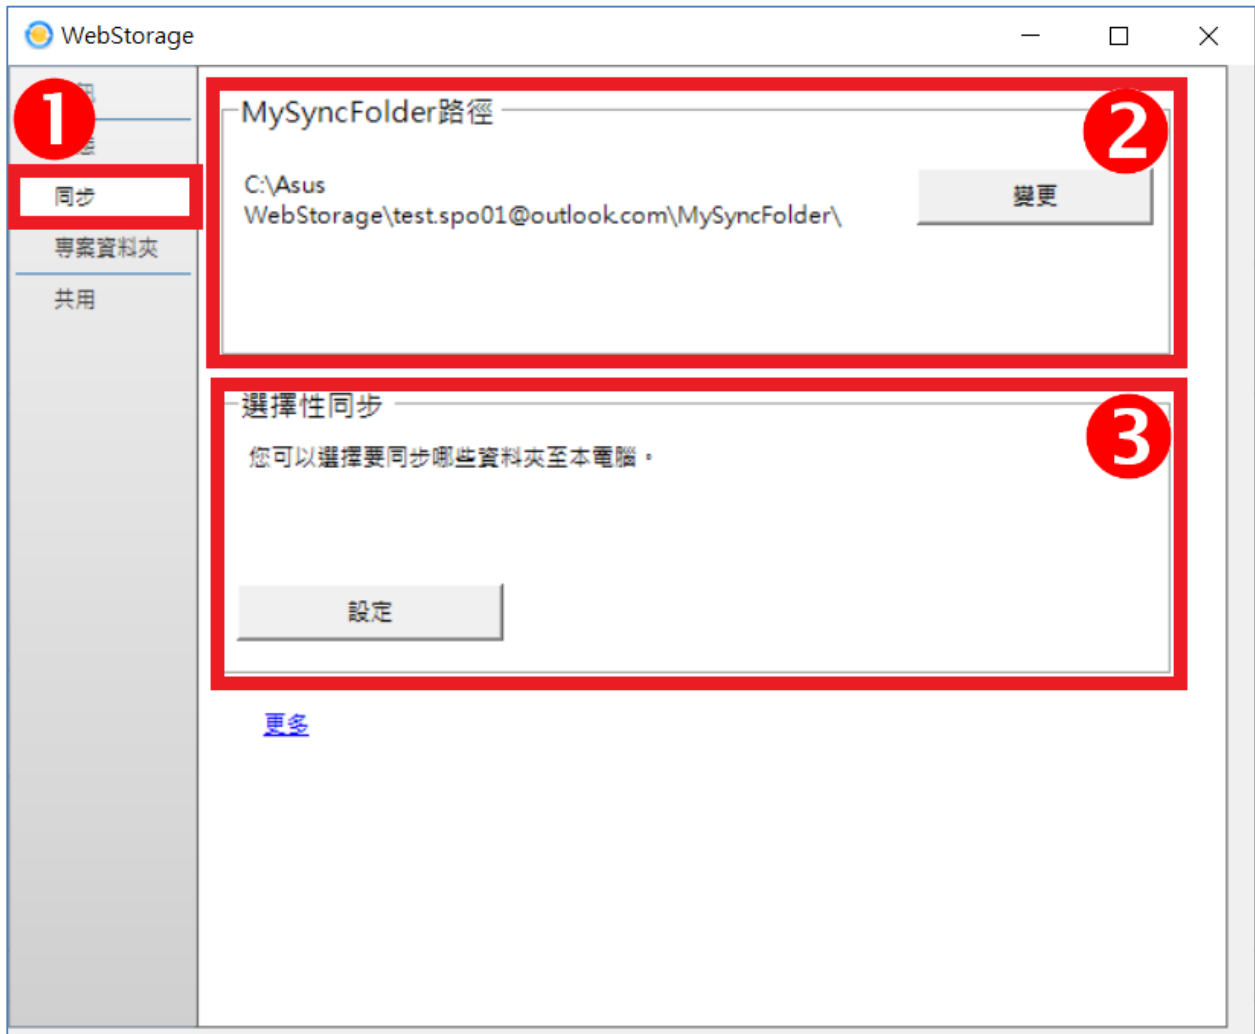 WebStorage
1
同步
專案資料夾
共用
MySyncFolder路徑
2
C:\Asus
WebStorage\test.spo01@outlook.com\MySyncFolder\
變更
選擇性同步
3
您可以選擇要同步哪些資料夾至本電腦。
設定
更多